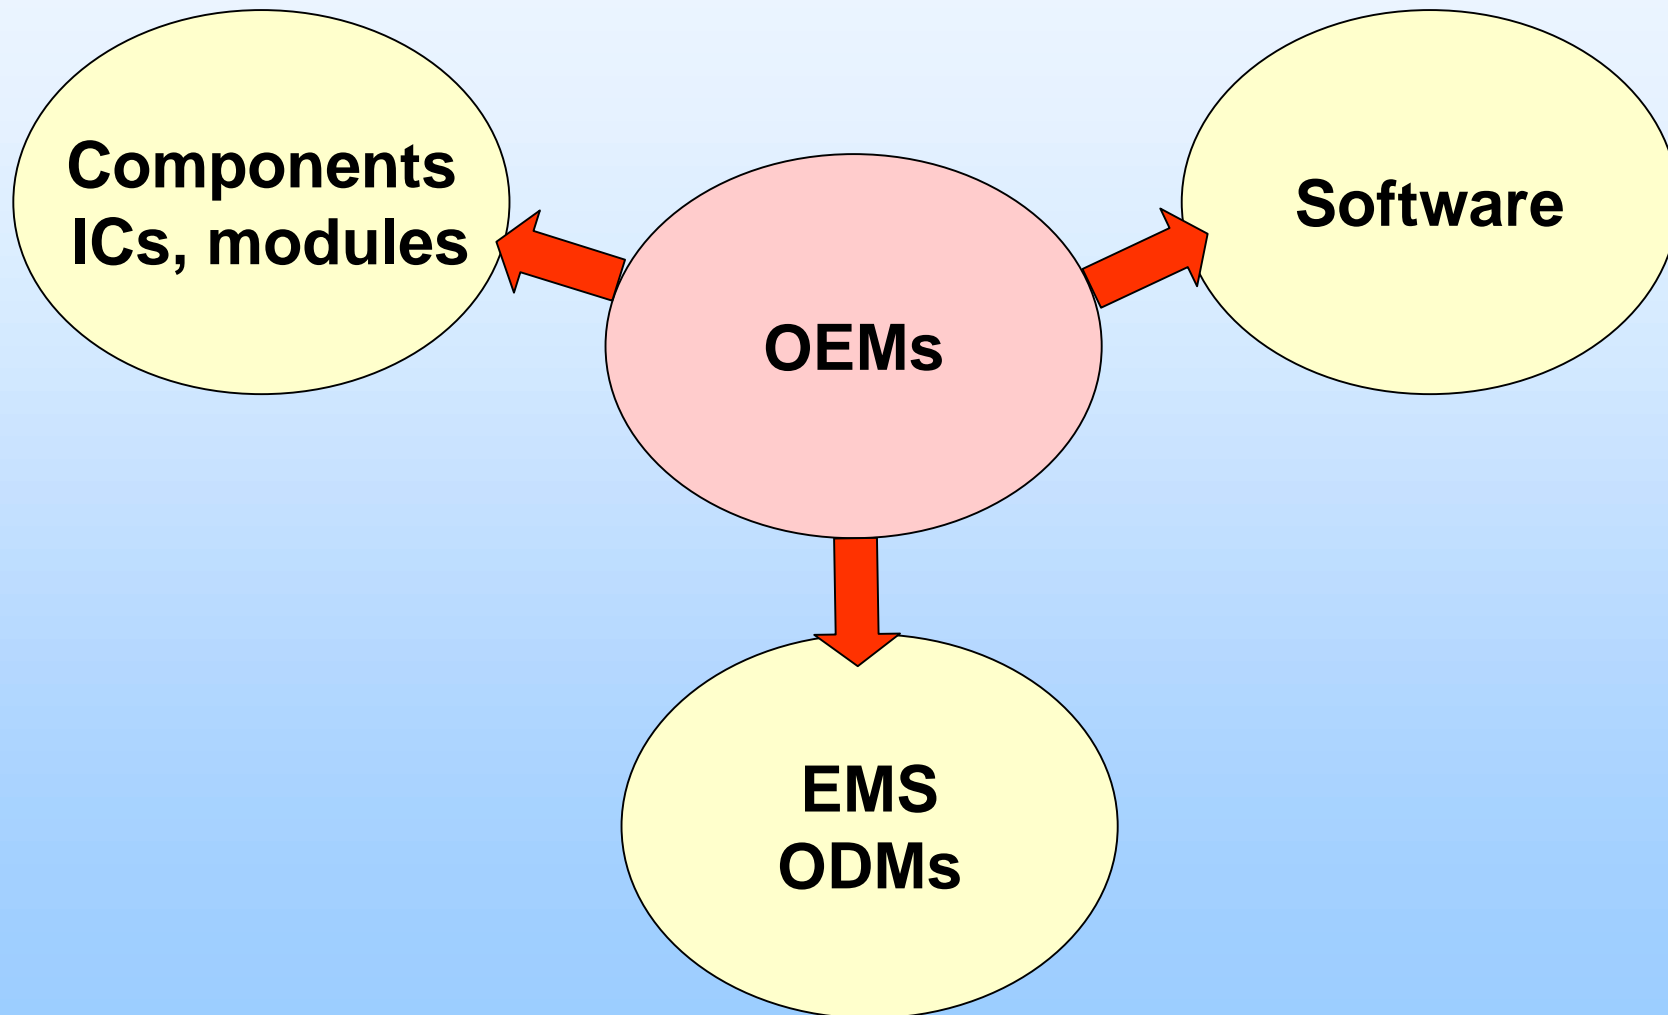 Components
ICs, modules
Software
OEMs
EMS
ODMs